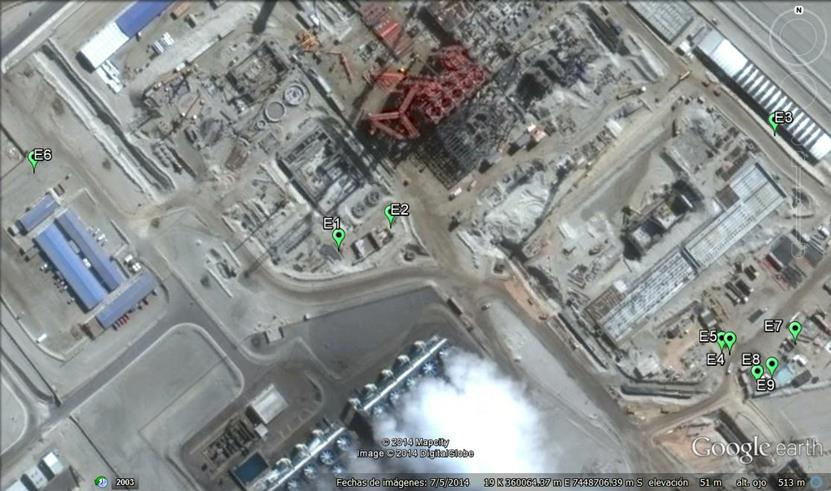 N
E3
E6
E2
E1
E7
E5
E4
E8
E9
© 2014 Mapcity
Image © 2014 DigitalGlobe
Google earth
2003
Fechas de imágenes: 7/5/2014 19 K 360064.37 m E 7448706.39 m S elevación 51 m alt. ojo 513 m